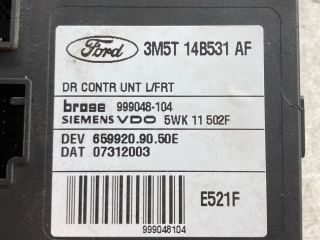 Ford 3M5T 14B531 AF
DR CONTR UNT L/FRT
brose 999048-104
SIEMENS VDO 5WK 11 502F
DEV 659920.90.50E
DAT 07312003
E521F
999048104